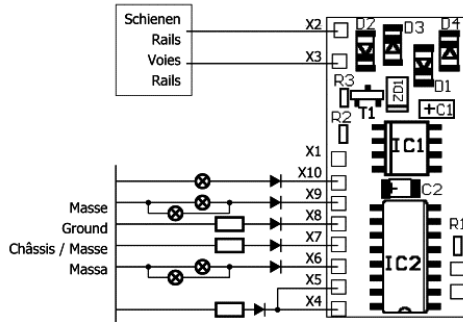 Schienen
Rails
Voies
Rails
X2
X3
D2
D3
D4
D1
R3
T1
ZD1
+C1
R2
IC1
X1
X10
C2
X9
Masse
X8
Ground
R1
X7
Châssis / Masse
X6
Massa
IC2
X5
X4